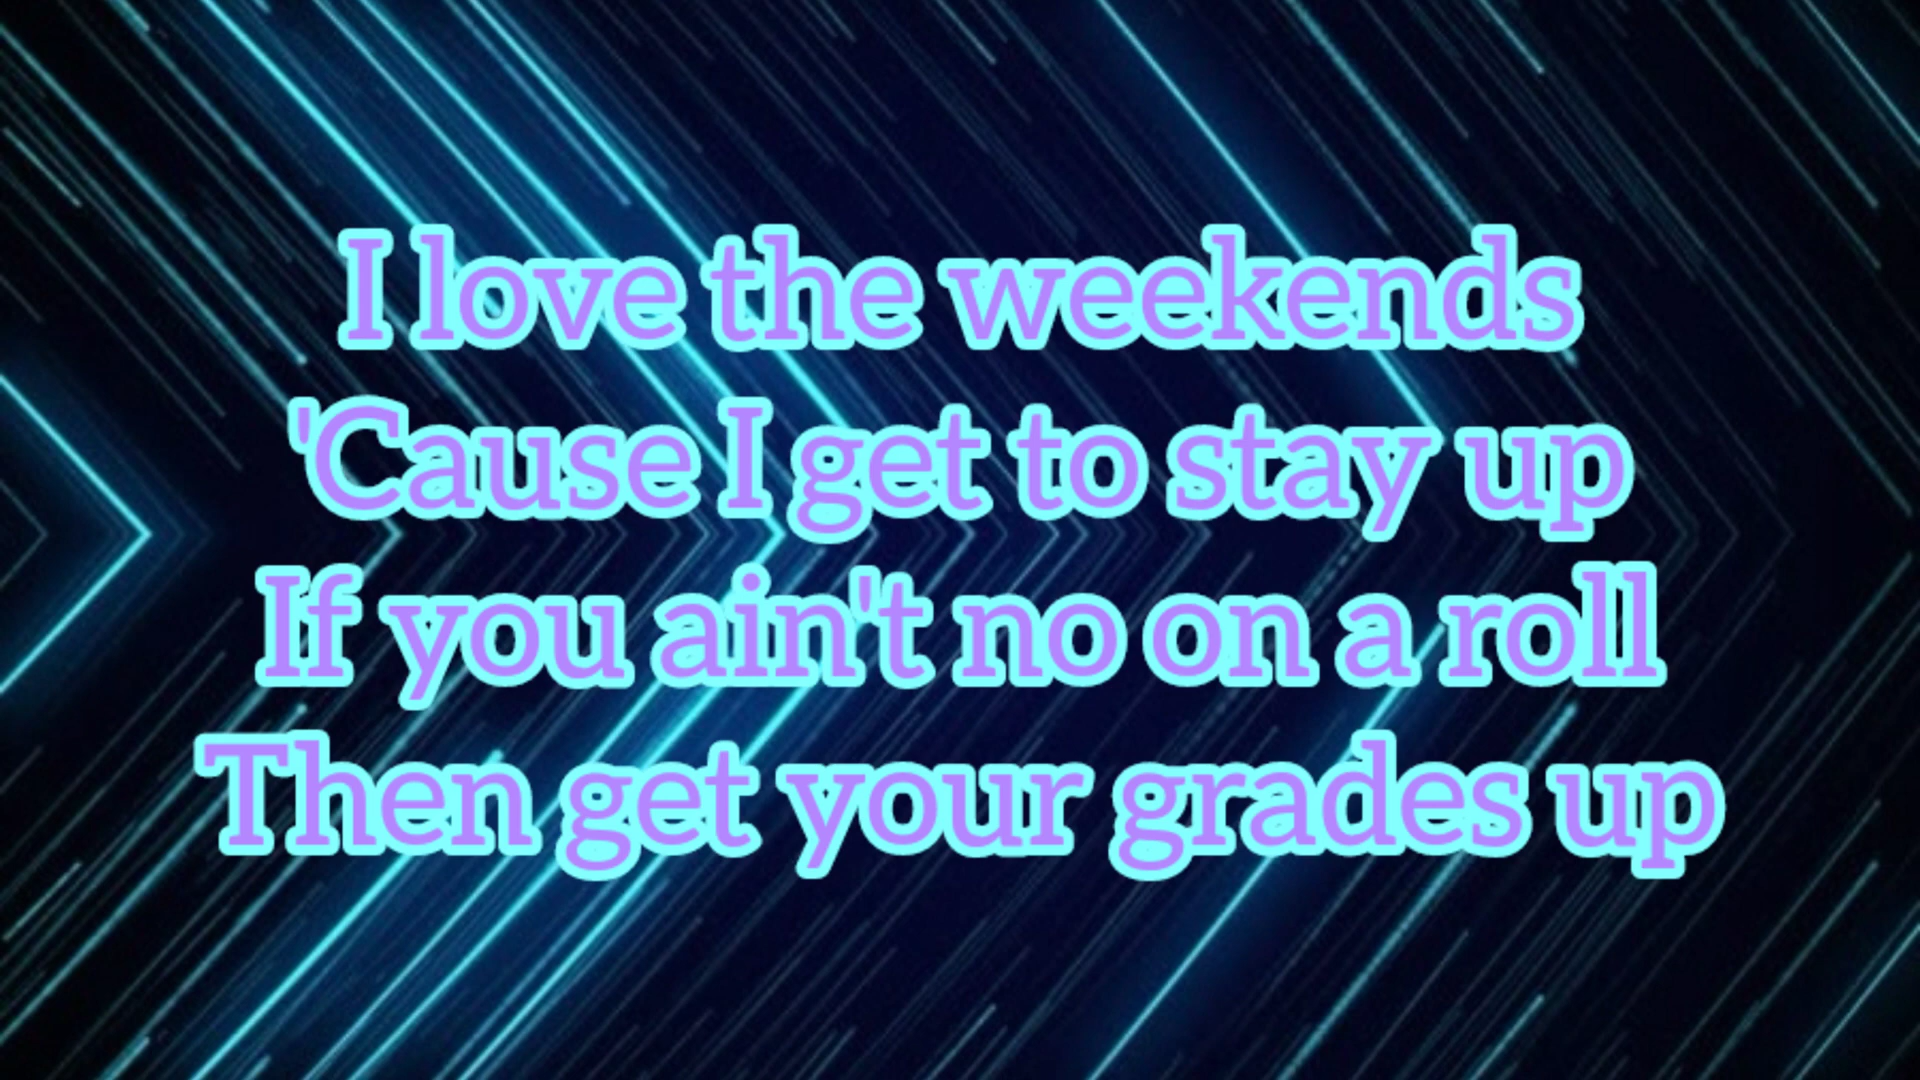 I love the weekends
'Cause I get to stay up
If you ain't no on a roll
Then get your grades up